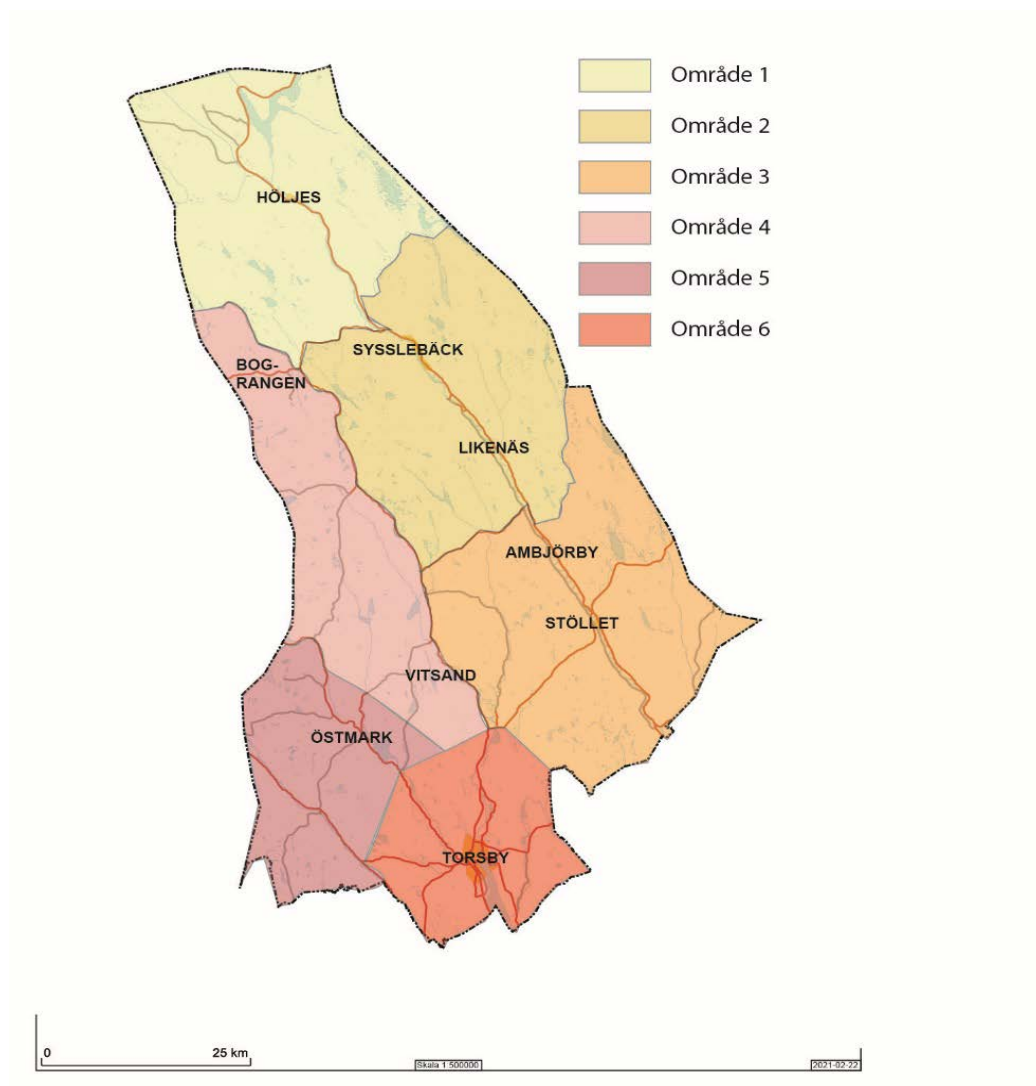 Område 1
Område 2
Område 3
Område 4
Område 5
Område 6
HÖLJES
SYSSLEBÄCK
BOG-
RANGEN
LIKENÄS
AMBJÖRBY
STÖLLET
VITSAND
ÖSTMARK
TORSBY
0 25 km
Skala 1:500000
2021-02-22